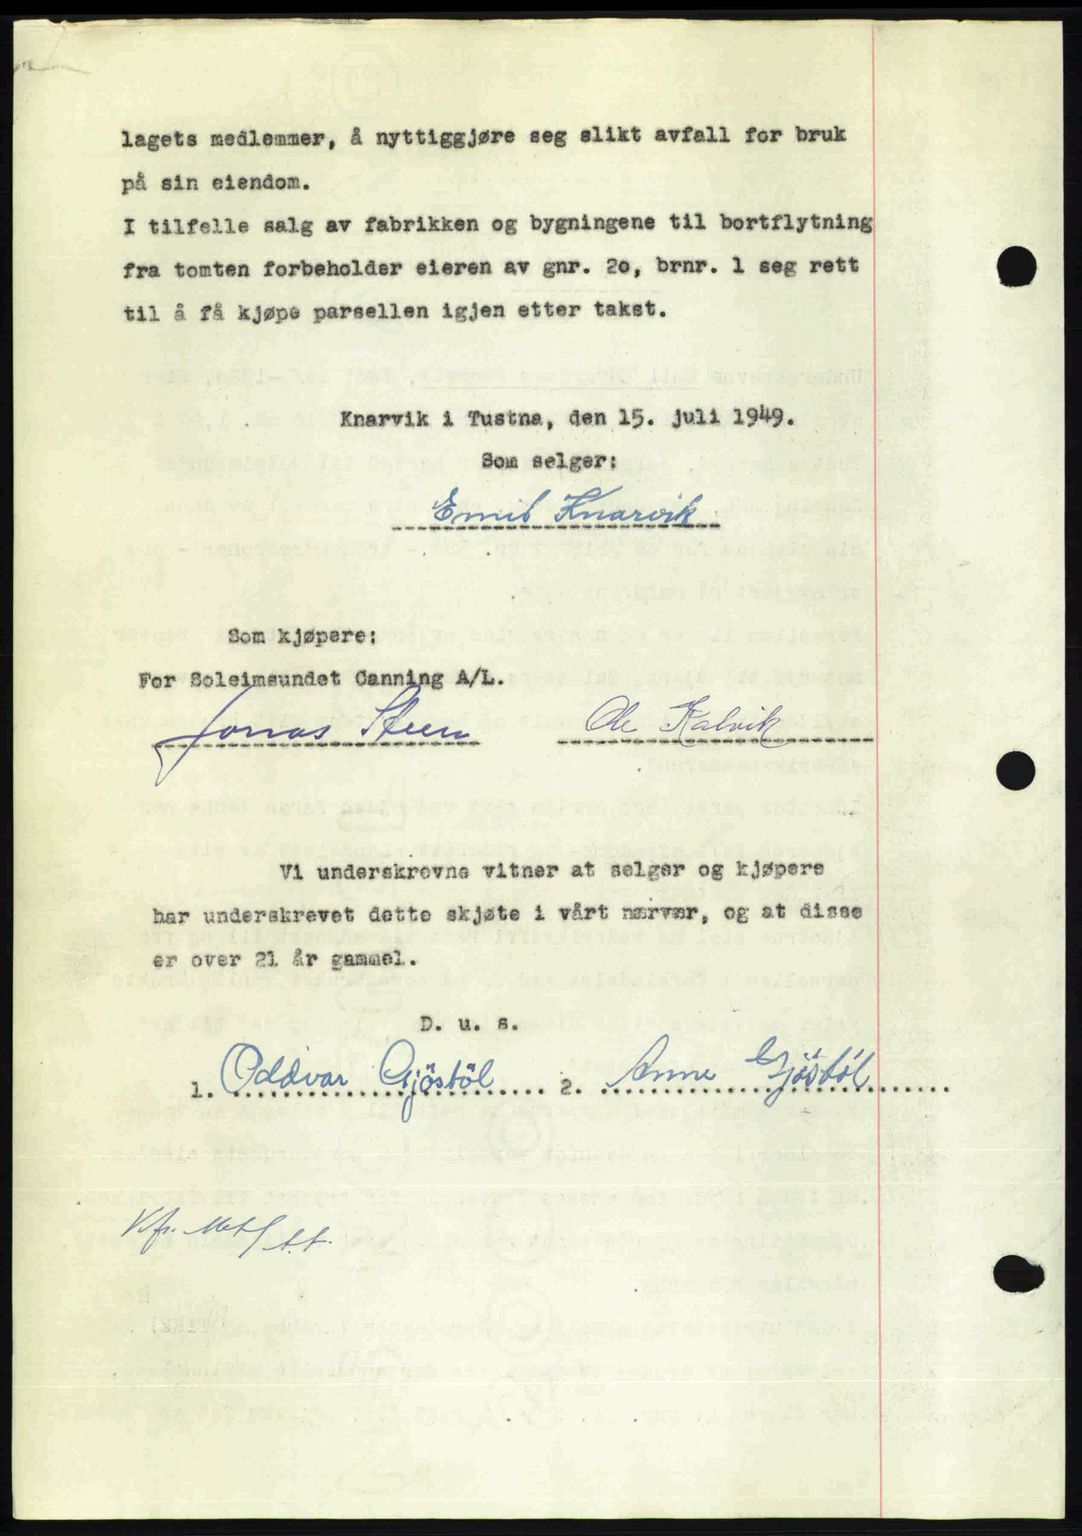 lagets medlemmer, å nyttiggjøre seg slikt avfall for bruk
på sin eiendom.
I tilfelle salg av fabrikken og bygningene til bortflytning
fra tomten forbeholder eieren av gnr. 20, brnr. 1 seg rett
til å få kjøpe parsellen igjen etter takst.
Knarvik i Tustna, den 15. juli 1949.
Som selger:
Emil Knarvik
Som kjøpere:
For Soleimsundet Canning A/L.
Jonas Steen Ole Kalvik
Vi underskrevne vitner at selger og kjøpere
har underskrevet dette skjøte i vårt nærvær, og at disse
er over 21 år gammel.
D. u. s.
1. Oddvar Gjöstöl 2. Anne Gjöstöl